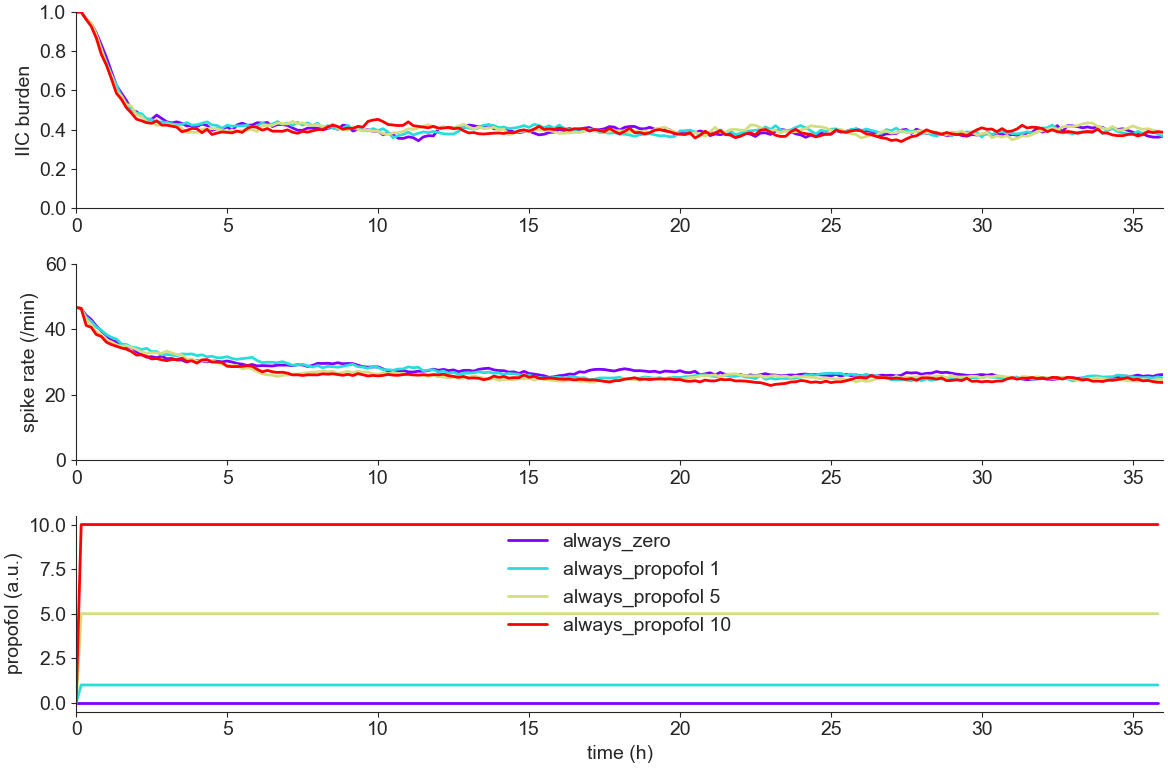 1.0
0.8
0.6
0.4
0.2
0.0
IIC burden
0 5 10 15 20 25 30 35
60
40
20
0
spike rate (/min)
0 5 10 15 20 25 30 35
10.0
7.5
5.0
2.5
0.0
propofol (a.u.)
always_zero
always_propofol 1
always_propofol 5
always_propofol 10
0 5 10 15 20 25 30 35
time (h)